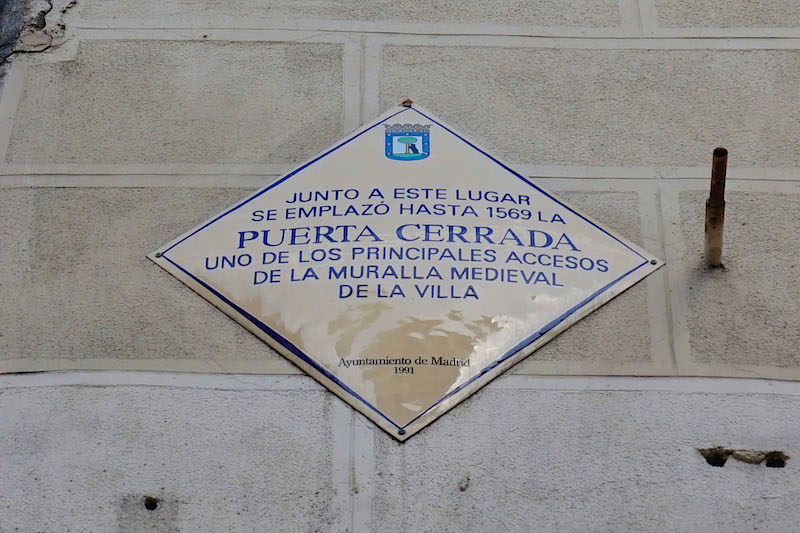 JUNTO A ESTE LUGAR
SE EMPLAZÓ HASTA 1569 LA
PUERTA CERRADA
UNO DE LOS PRINCIPALES ACCESOS
DE LA MURALLA MEDIEVAL
DE LA VILLA
Ayuntamiento de Madrid
1991